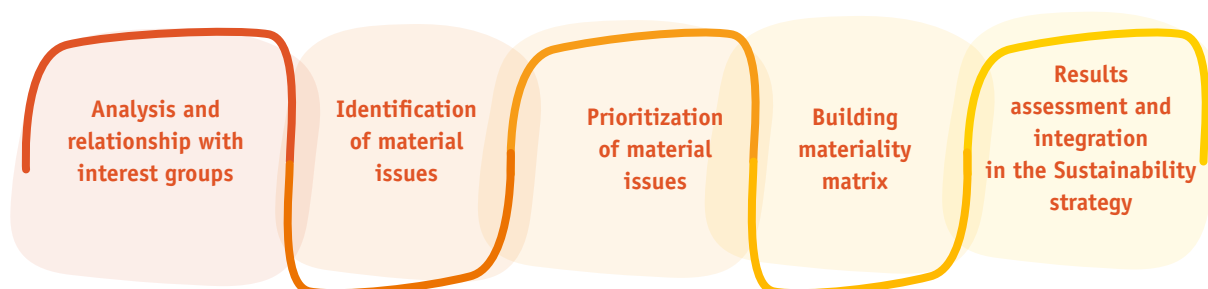 Analysis and
relationship with
interest groups
Identification
of material
issues
Prioritization
of material
issues
Building
materiality
matrix
Results
assessment and
integration
in the Sustainability
strategy